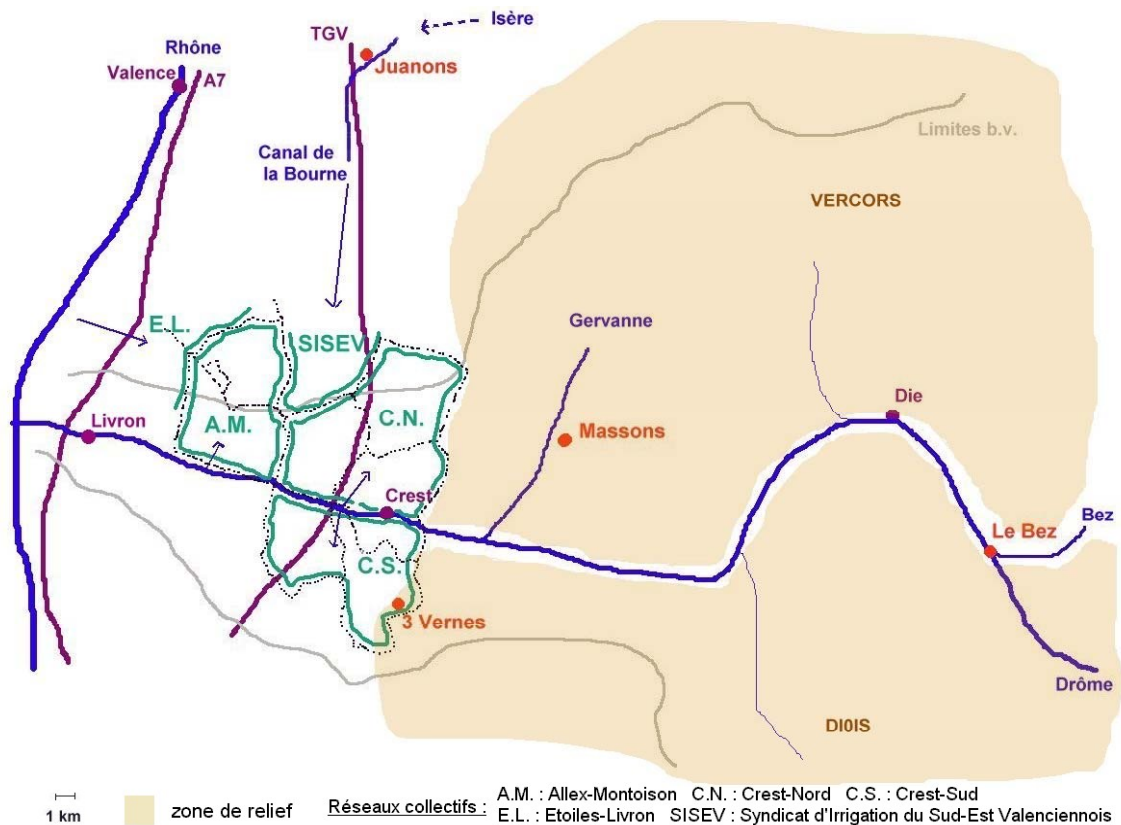 Isère
TGV
Rhône
Valence
A7
Juanons
Limites b.v.
Canal de
la Bourne
VERCORS
E.L.
SISEV
Gervanne
Die
Livron
A.M.
C.N.
Massons
Crest
Bez
Le Bez
C.S.
3 Vernes
Drôme
DI0IS
1 km
zone de relief
Réseaux collectifs :
A.M. : Allex-Montoison C.N. : Crest-Nord C.S. : Crest-Sud
E.L. : Etoiles-Livron SISEV : Syndicat d'Irrigation du Sud-Est Valenciennois